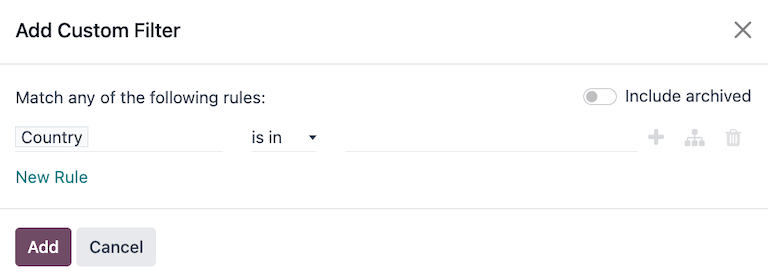 Add Custom Filter
Match any of the following rules:
Include archived
Country is in
New Rule
Add Cancel